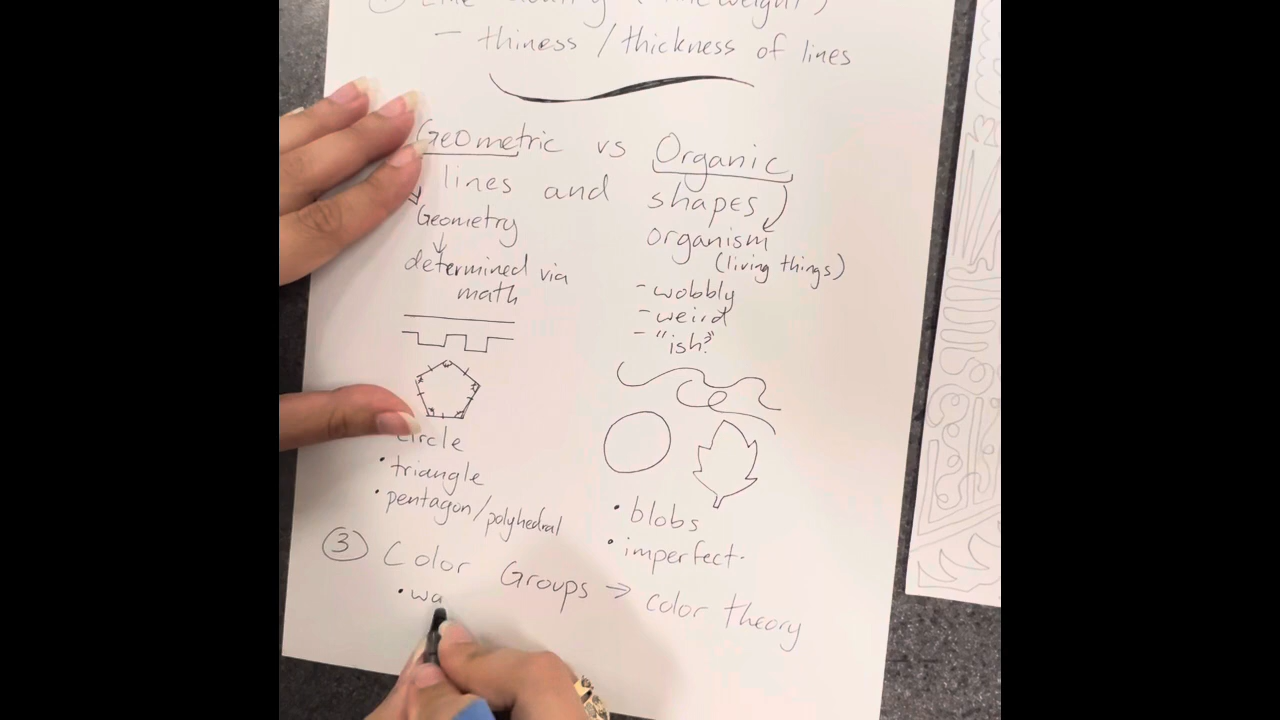 - thiness / thickness of lines
Geometric vs Organic
lines and shapes
Geometry
organism
(living things)
determined via
math
- wobbly
- weird
- "ish"
circle
• triangle
• pentagon/polyhedral
• blobs
• imperfect
③ Color Groups → color theory
• wa